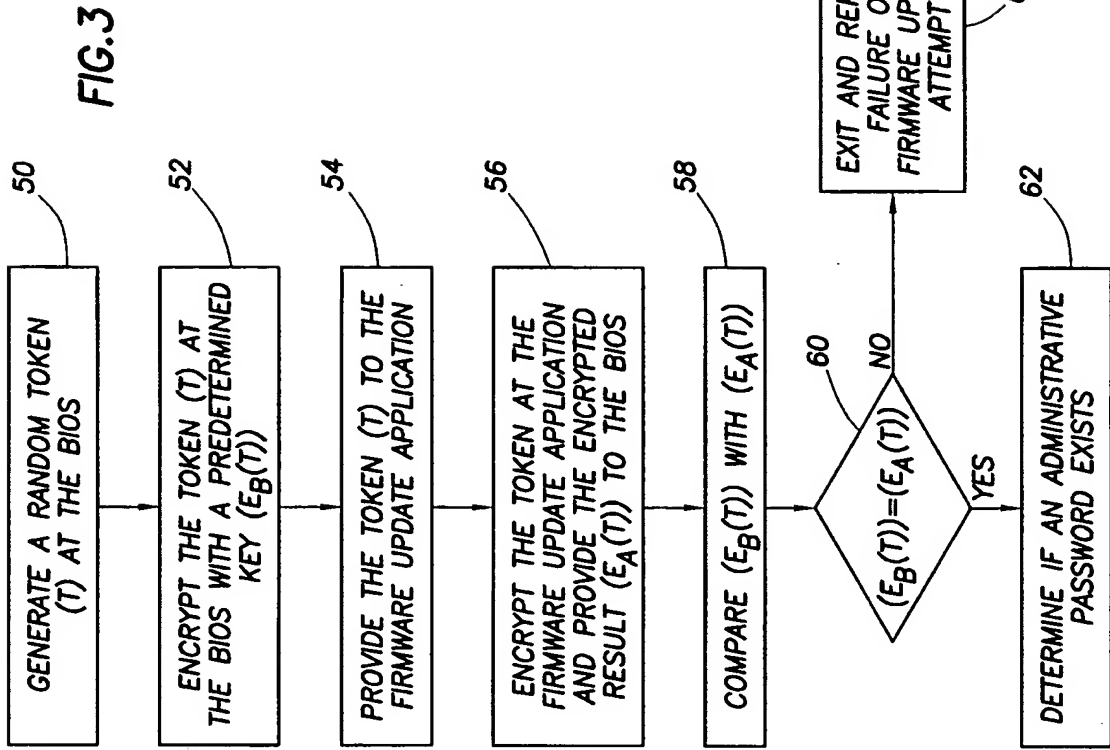 FIG.3
50
GENERATE A RANDOM TOKEN
(T) AT THE BIOS
52
ENCRYPT THE TOKEN (T) AT
THE BIOS WITH A PREDETERMINED
KEY (E_B(T))
54
PROVIDE THE TOKEN (T) TO THE
FIRMWARE UPDATE APPLICATION
56
ENCRYPT THE TOKEN AT THE
FIRMWARE UPDATE APPLICATION
AND PROVIDE THE ENCRYPTED
RESULT (E_A(T)) TO THE BIOS
58
COMPARE (E_B(T)) WITH (E_A(T))
60
(E_B(T))=(E_A(T))
NO
YES
EXIT AND
FAILURE
FIRMWARE
ATTEMPT
62
DETERMINE IF AN ADMINISTRATIVE
PASSWORD EXISTS